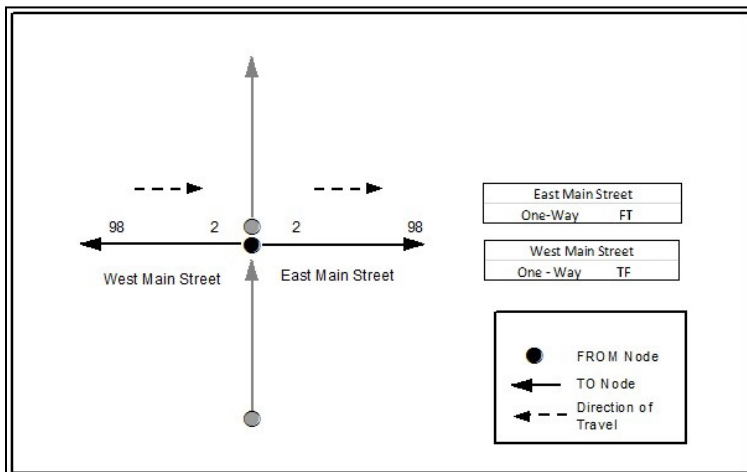 98 2 2 98
West Main Street East Main Street
East Main Street
One-Way FT
West Main Street
One - Way TF
FROM Node
TO Node
Direction of
Travel